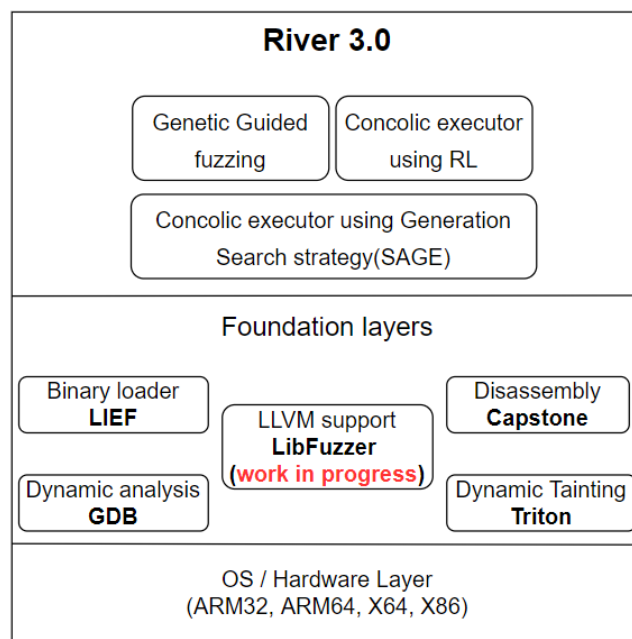 River 3.0
Genetic Guided
fuzzing
Concolic executor
using RL
Concolic executor using Generation
Search strategy(SAGE)
Foundation layers
Binary loader
LIEF
LLVM support
LibFuzzer
(work in progress)
Disassembly
Capstone
Dynamic analysis
GDB
Dynamic Tainting
Triton
OS / Hardware Layer
(ARM32, ARM64, X64, X86)